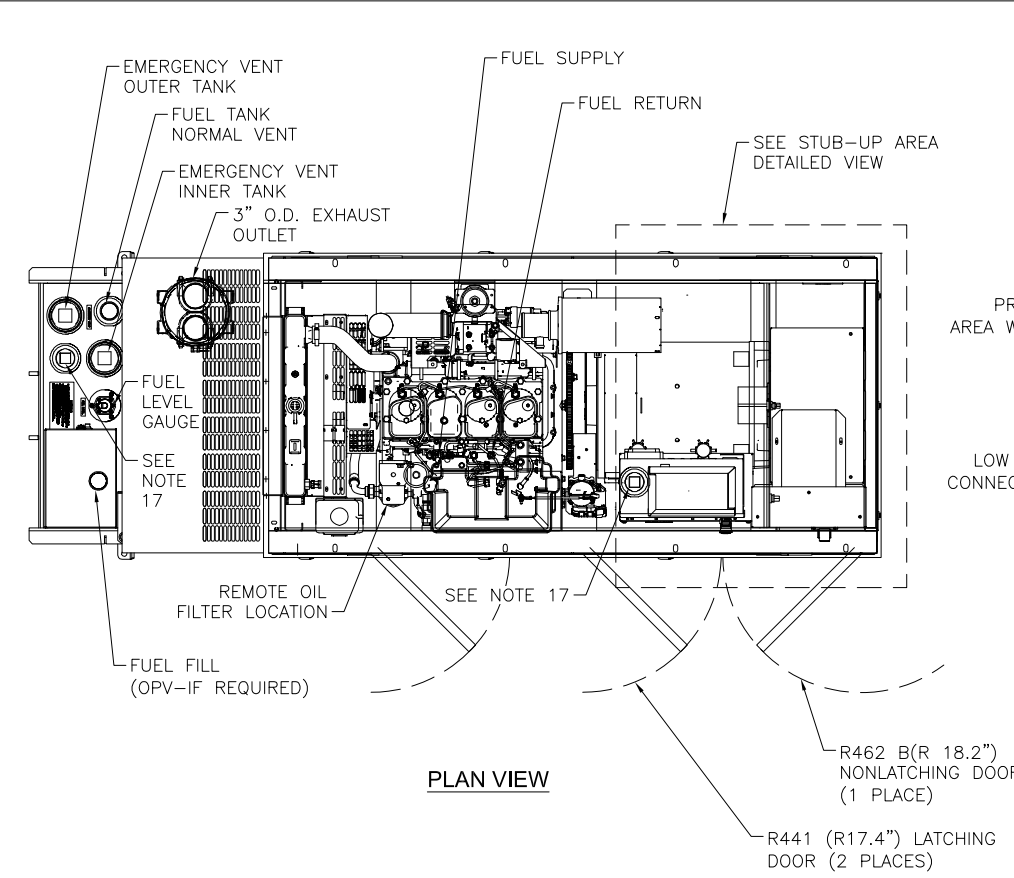 EMERGENCY VENT
OUTER TANK
FUEL TANK
NORMAL VENT
EMERGENCY VENT
INNER TANK
3" O.D. EXHAUST
OUTLET
FUEL SUPPLY
FUEL RETURN
SEE STUB-UP AREA
DETAILED VIEW
PR
AREA W
FUEL
LEVEL
GAUGE
SEE
NOTE
17
LOW
CONNEC
REMOTE OIL
FILTER LOCATION
SEE NOTE 17
FUEL FILL
(OPV-IF REQUIRED)
PLAN VIEW
R462 B(R 18.2")
NONLATCHING DOOR
(1 PLACE)
R441 (R17.4") LATCHING
DOOR (2 PLACES)